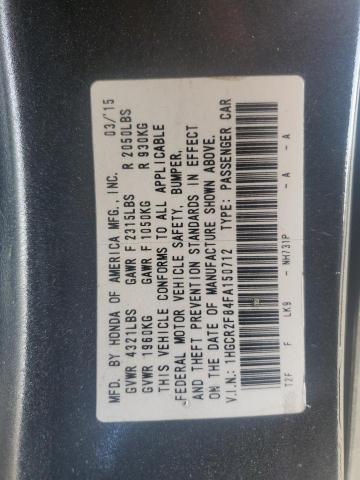 MFD. BY HONDA OF AMERICA MFG., INC. 03/15
GVWR 4321LBS GAWR F 2315LBS R 2050LBS
GVWR 1960KG GAWR F 1050KG R 930KG
THIS VEHICLE CONFORMS TO ALL APPLICABLE
FEDERAL MOTOR VEHICLE SAFETY, BUMPER,
AND THEFT PREVENTION STANDARDS IN EFFECT
ON THE DATE OF MANUFACTURE SHOWN ABOVE.
V.I.N.: 1HGCR2F84FA150712 TYPE: PASSENGER CAR
T2F F LK9 - NH731P - A - A